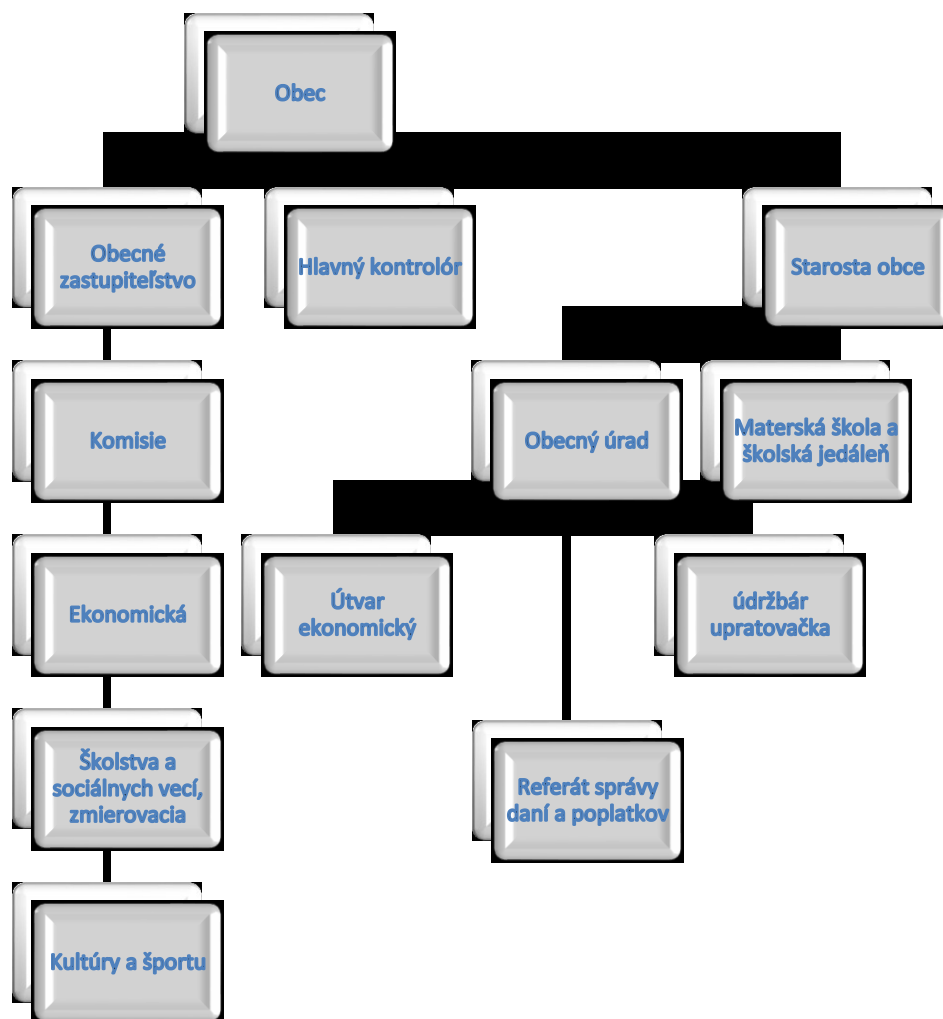 Obec
Obecné
zastupiteľstvo
Hlavný kontrolór
Starosta obce
Komisie
Obecný úrad
Materská škola a
školská jedáleň
Ekonomická
Útvar
ekonomický
údržbár
upratovačka
Školstva a
sociálnych vecí,
zmierovacia
Referát správy
daní a poplatkov
Kultúry a športu